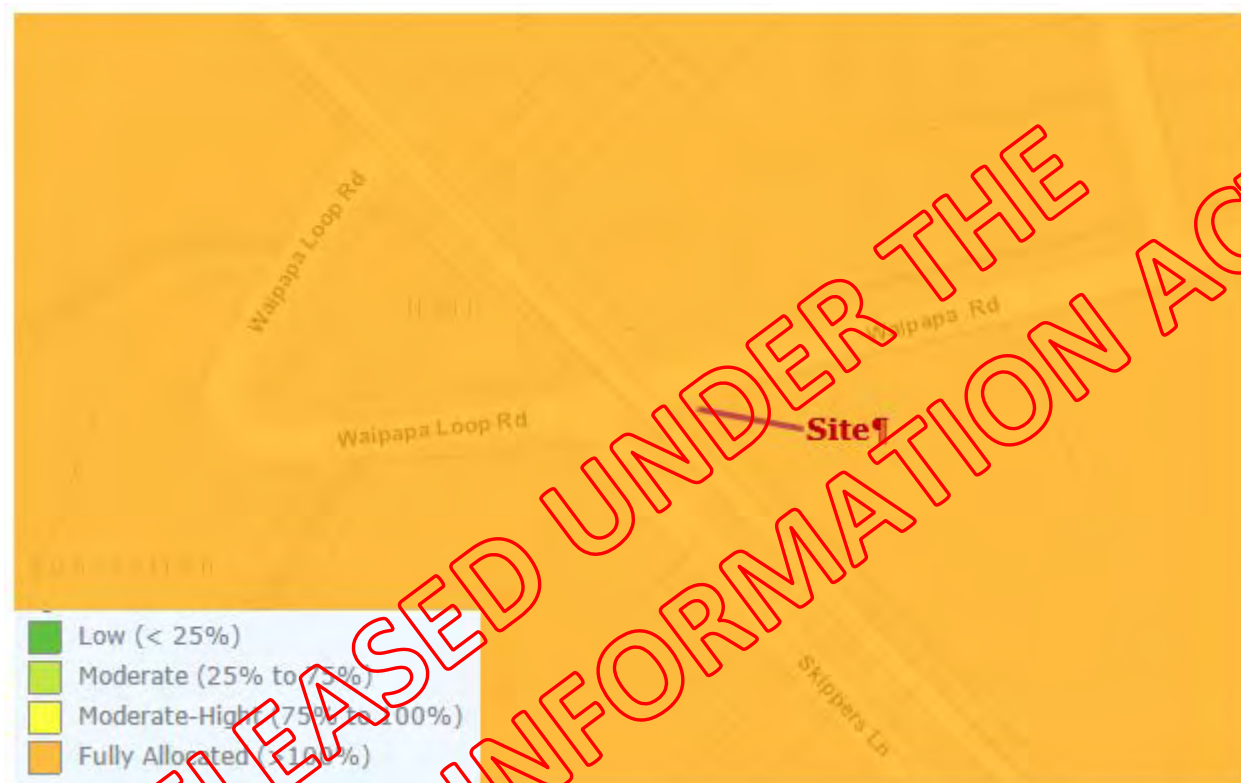 Waipapa Loop Rd
Waipapa Rd
Waipapa Loop Rd
Site¶
Skippers Ln
Low (< 25%)
Moderate (25% to 75%)
Moderate-Hight (75% to 100%)
Fully Allocated (>100%)
LEASED UNDER THE
INFORMATION AC